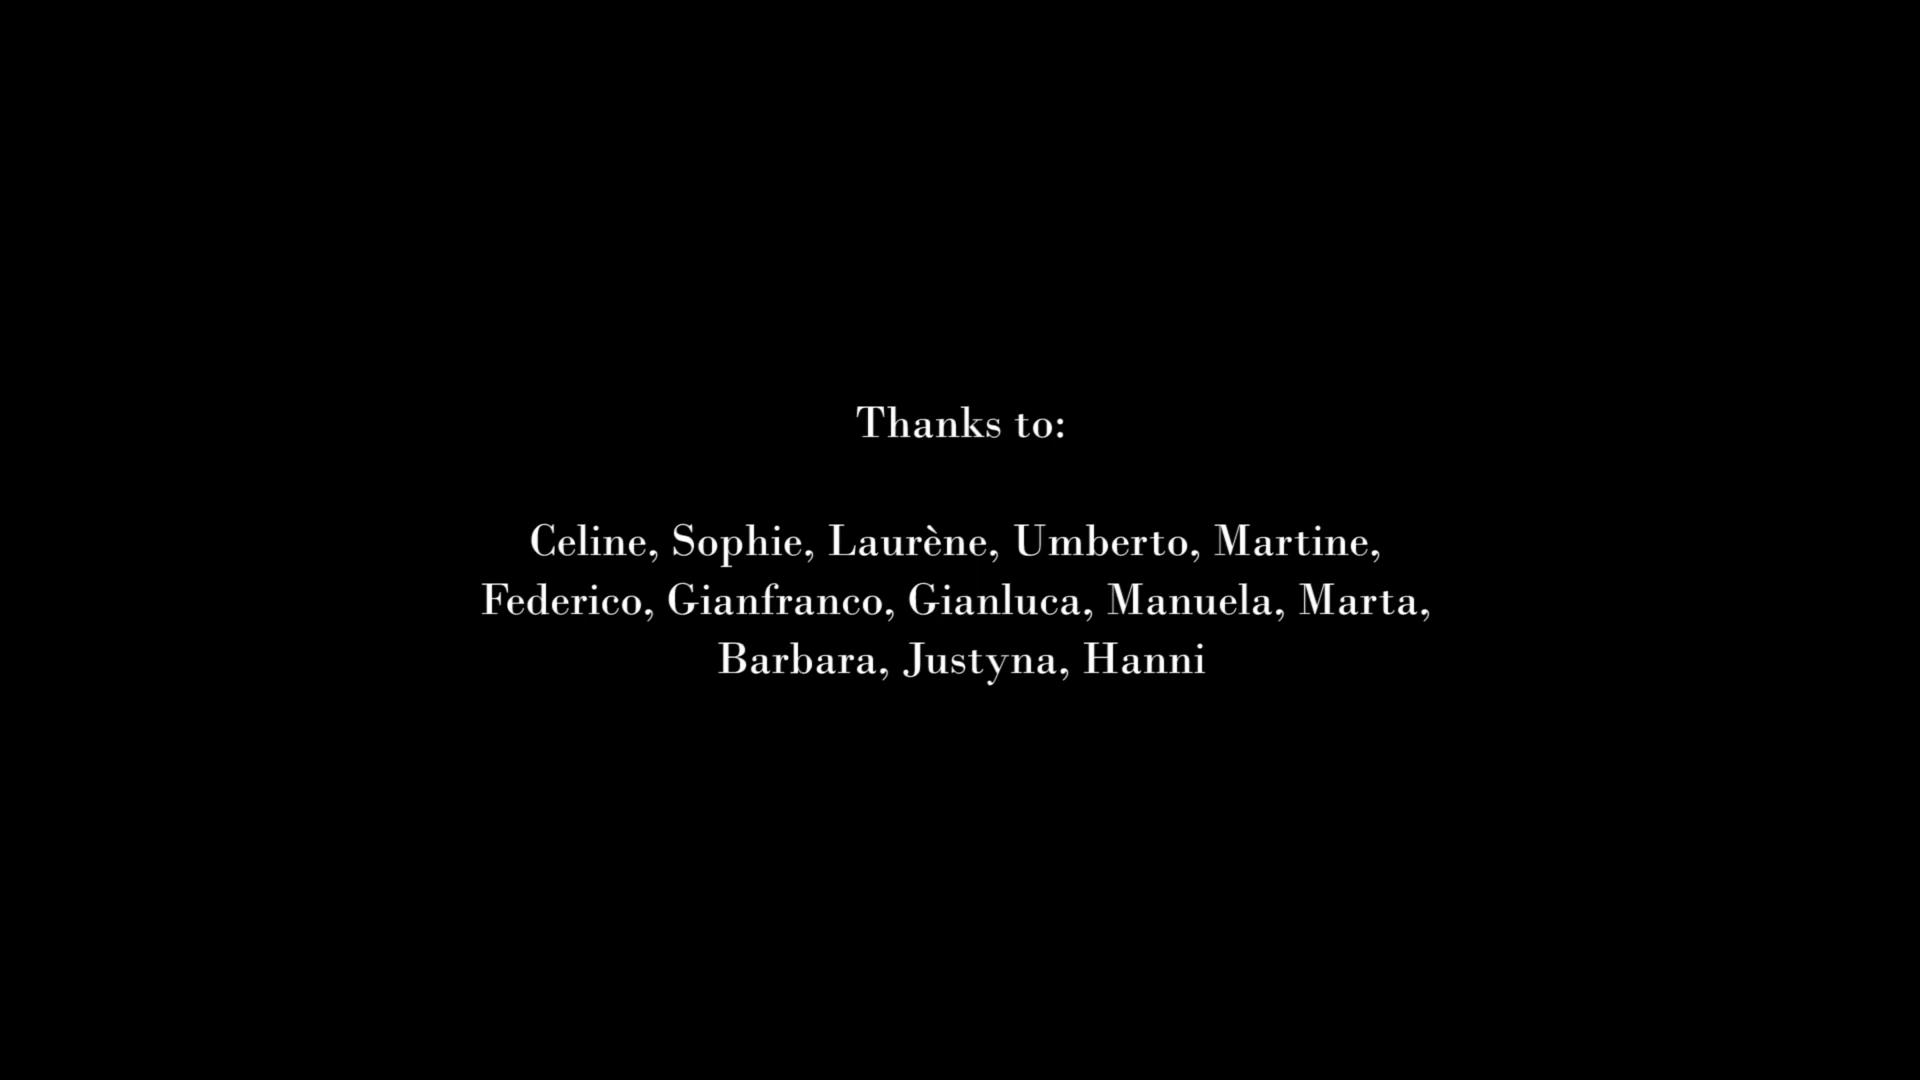 Thanks to:
Celine, Sophie, Laurène, Umberto, Martine,
Federico, Gianfranco, Gianluca, Manuela, Marta,
Barbara, Justyna, Hanni